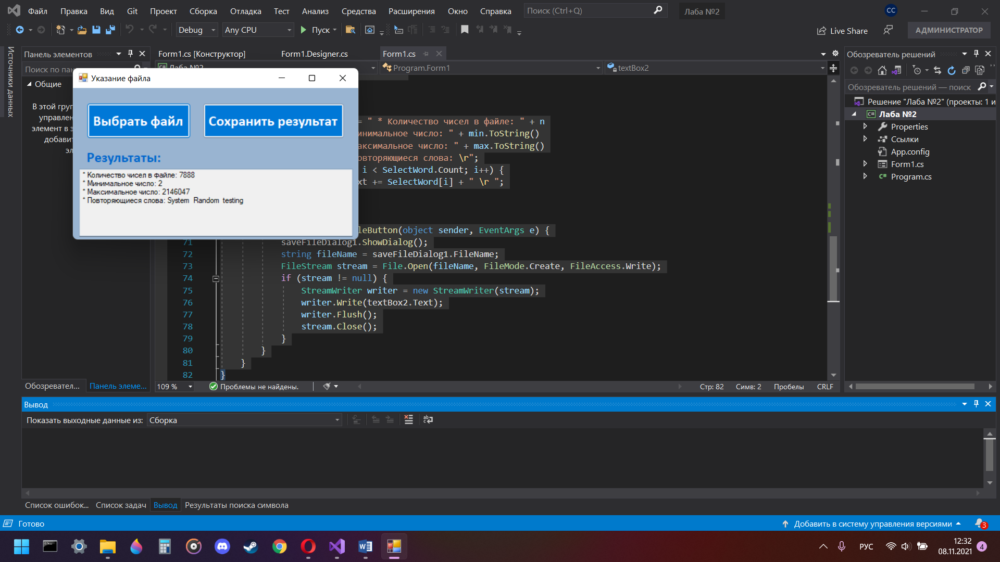 Файл Правка Вид Git Проект Сборка Отладка Тест Анализ Средства Расширения Окно Справка Поиск (Ctrl+Q) Лаба №2 CC
Debug Any CPU Пуск Live Share АДМИНИСТРАТОР
Источники данных
Панель элементов
Поиск по пан
Общие
В этой груп
управлен
элемент в э
добавит
эл
Form1.cs [Конструктор] Form1.Designer.cs Form1.cs
Лаба №2 Program.Form1 textBox2
Указание файла
Выбрать файл Сохранить результат
Результаты:
* Количество чисел в файле: 7888
* Минимальное число: 2
* Максимальное число: 2146047
* Повторяющиеся слова: System Random testing
= " * Количество чисел в файле: " + n
инимальное число: " + min.ToString()
аксимальное число: " + max.ToString()
овторяющиеся слова: \r";
i < SelectWord.Count; i++) {
xt += SelectWord[i] + " \r ";
leButton(object sender, EventArgs e) {
71 saveFileDialog1.ShowDialog();
72 string fileName = saveFileDialog1.FileName;
73 FileStream stream = File.Open(fileName, FileMode.Create, FileAccess.Write);
74 if (stream != null) {
75 StreamWriter writer = new StreamWriter(stream);
76 writer.Write(textBox2.Text);
77 writer.Flush();
78 stream.Close();
79 }
80 }
81 }
82 }
109 % Проблемы не найдены. Стр: 82 Симв: 2 Пробелы CRLF
Обозревател... Панель элеме...
Обозреватель решений
Обозреватель решений — поиск
Решение "Лаба №2" (проекты: 1 и
Лаба №2
Properties
Ссылки
App.config
Form1.cs
Program.cs
Вывод
Показать выходные данные из: Сборка
Список ошибок... Список задач Вывод Результаты поиска символа
Готово Добавить в систему управления версиями 3
РУС 12:32
08.11.2021 4